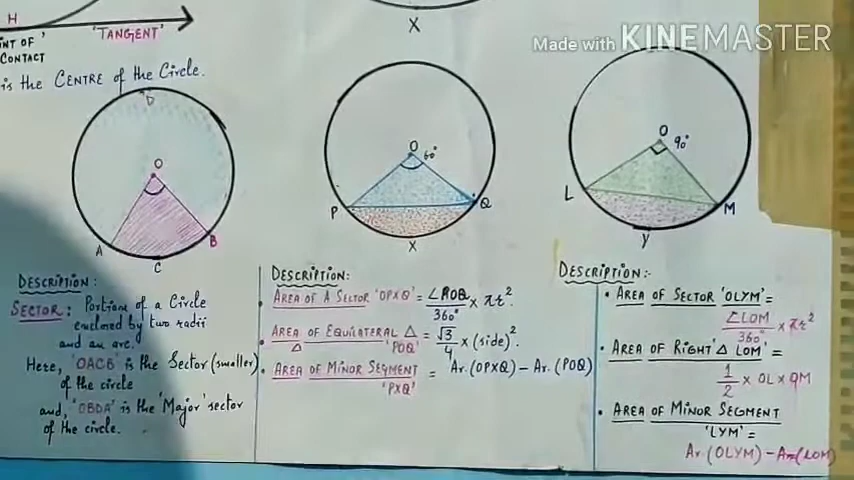 H
'TANGENT'
X
INT OF'
CONTACT
is the CENTRE of the Circle.
Made with KINEMASTER
D
O
A
B
C
O
60°
P
Q
X
O
90°
L
M
Y
DESCRIPTION:
SECTOR: Portion of a Circle
enclosed by two radii
and an arc.
Here, 'OACB' is the Sector (smaller)
of the circle
and, 'OBDA' is the 'Major' sector
of the circle.
DESCRIPTION:
• AREA OF A SECTOR 'OPXQ' = ∠POQ/360° × πr².
• AREA OF EQUILATERAL Δ 'POQ' = √3/4 × (side)².
Δ
• AREA OF MINOR SEGMENT 'PXQ' = Ar.(OPXQ) – Ar.(POQ)
DESCRIPTION:-
• AREA OF SECTOR 'OLYM' =
∠LOM/360° × πr²
• AREA OF RIGHT 'Δ LOM' =
1/2 × OL × OM
• AREA OF MINOR SEGMENT
'LYM' =
Ar.(OLYM) – Ar(LOM)